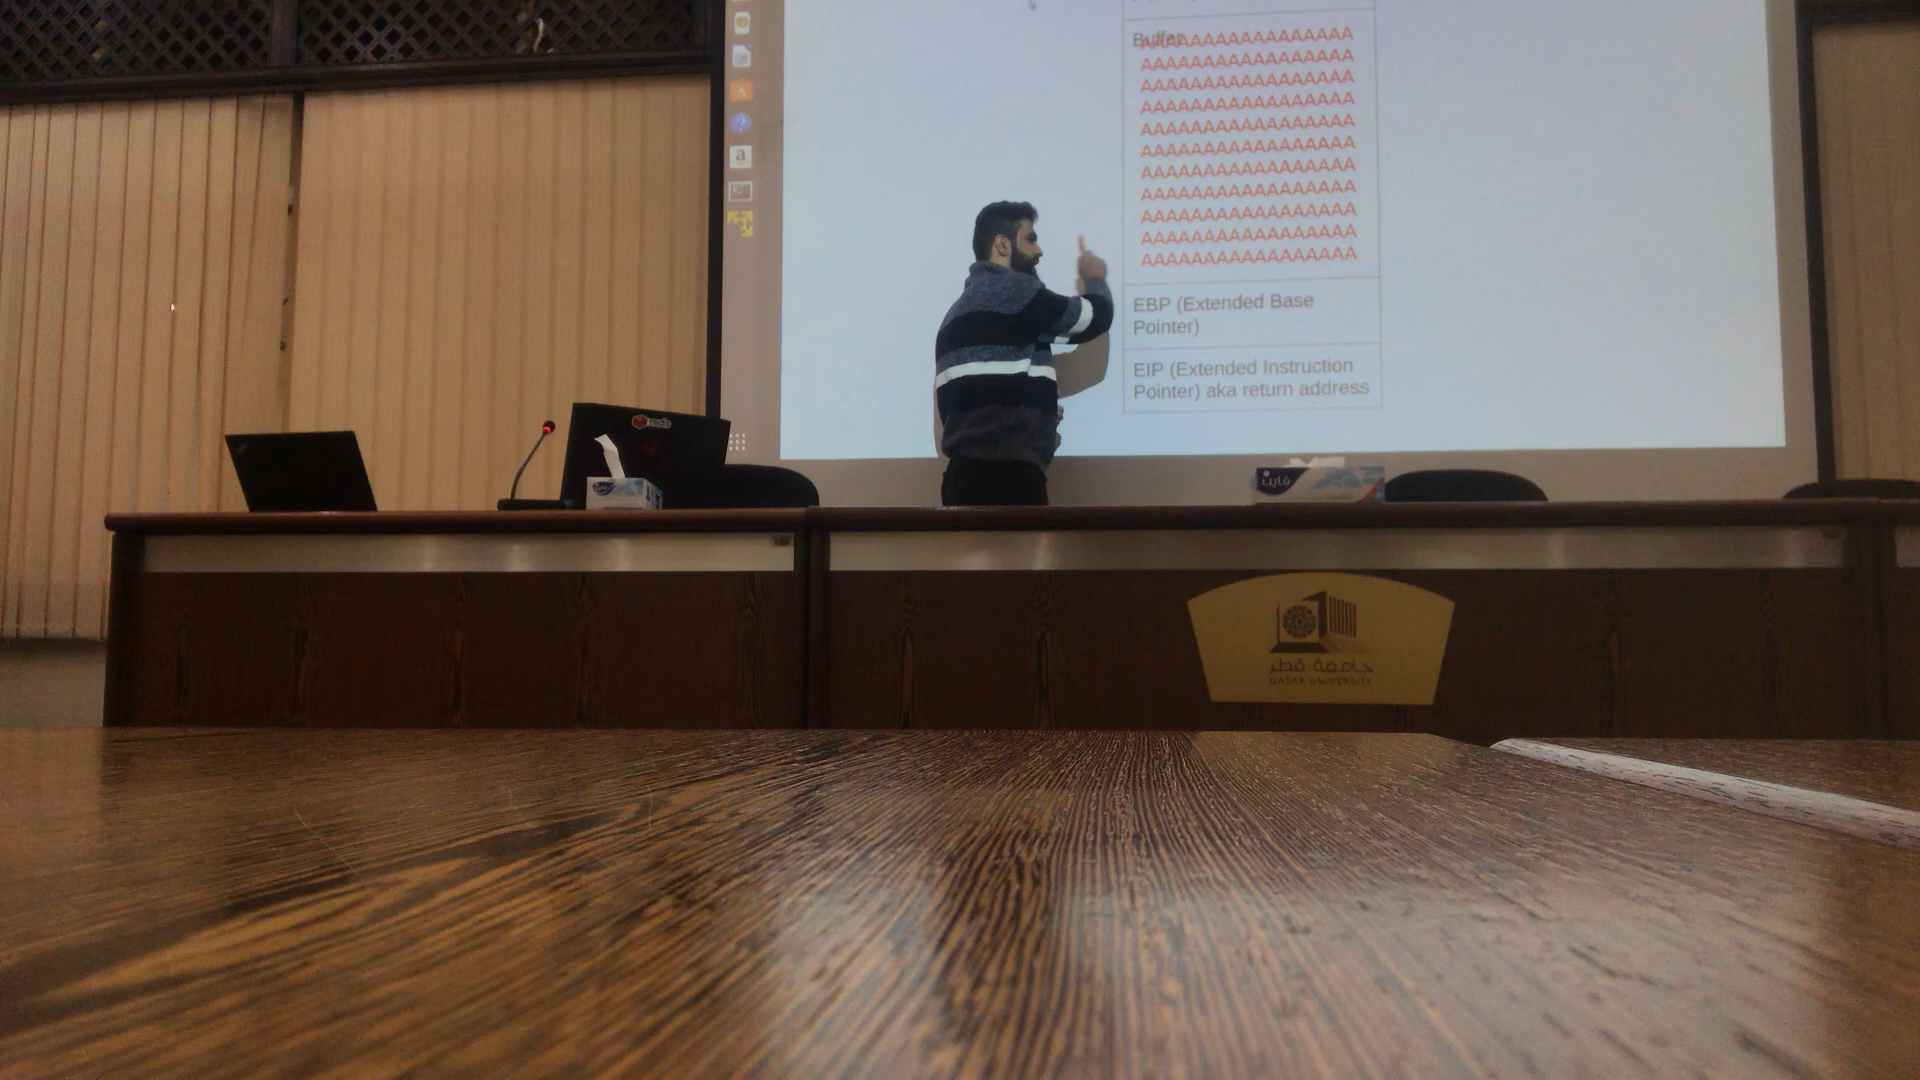 Buffer
AAAAAAAAAAAAAAAAA
AAAAAAAAAAAAAAAAA
AAAAAAAAAAAAAAAAA
AAAAAAAAAAAAAAAAA
AAAAAAAAAAAAAAAAA
AAAAAAAAAAAAAAAAA
AAAAAAAAAAAAAAAAA
AAAAAAAAAAAAAAAAA
AAAAAAAAAAAAAAAAA
AAAAAAAAAAAAAAAAA
AAAAAAAAAAAAAAAAA
EBP (Extended Base
Pointer)
EIP (Extended Instruction
Pointer) aka return address
redis
فاين
جامعة قطر
QATAR UNIVERSITY